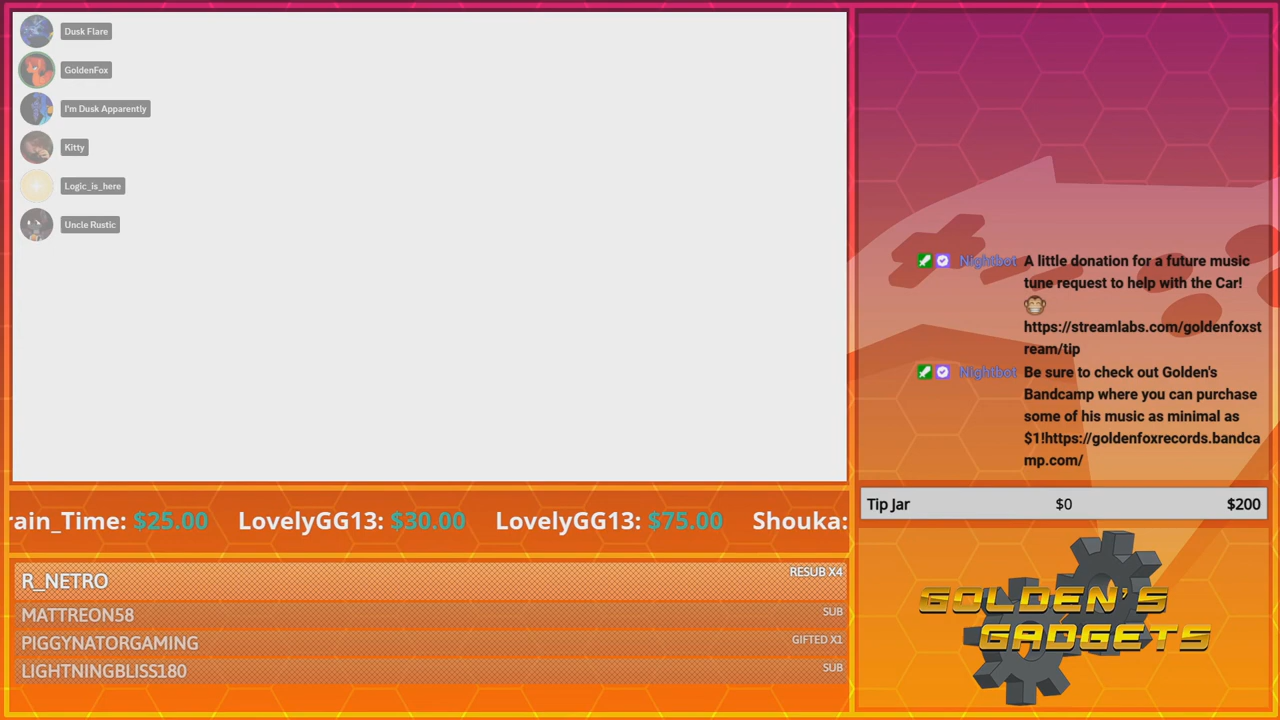 Dusk Flare
GoldenFox
I'm Dusk Apparently
Kitty
Logic_is_here
Uncle Rustic
Nightbot A little donation for a future music
tune request to help with the Car!
https://streamlabs.com/goldenfoxst
ream/tip
Nightbot Be sure to check out Golden's
Bandcamp where you can purchase
some of his music as minimal as
$1!https://goldenfoxrecords.bandca
mp.com/
Tip Jar $0 $200
rain_Time: $25.00 LovelyGG13: $30.00 LovelyGG13: $75.00 Shouka:
R_NETRO RESUB X4
MATTREON58 SUB
PIGGYNATORGAMING GIFTED X1
LIGHTNINGBLISS180 SUB
GOLDEN'S
GADGETS